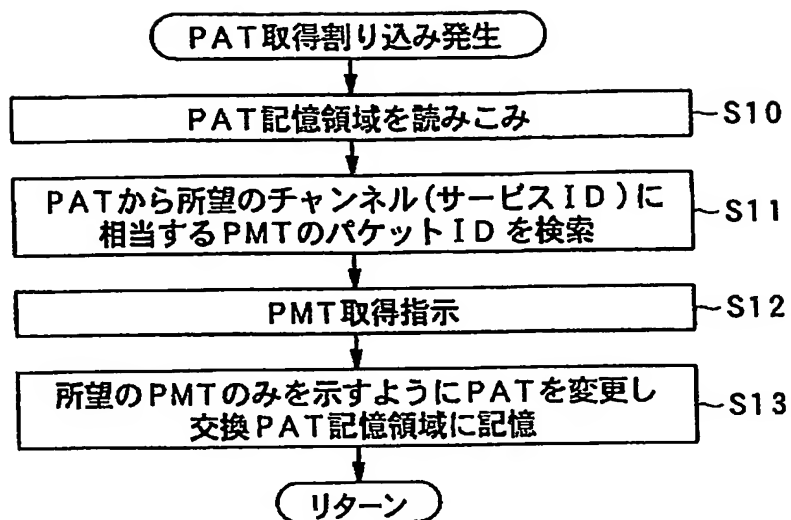 PAT取得割り込み発生
PAT記憶領域を読みこみ
S10
PATから所望のチャンネル(サービスID)に
相当するPMTのパケットIDを検索
S11
PMT取得指示
S12
所望のPMTのみを示すようにPATを変更し
交換PAT記憶領域に記憶
S13
リターン